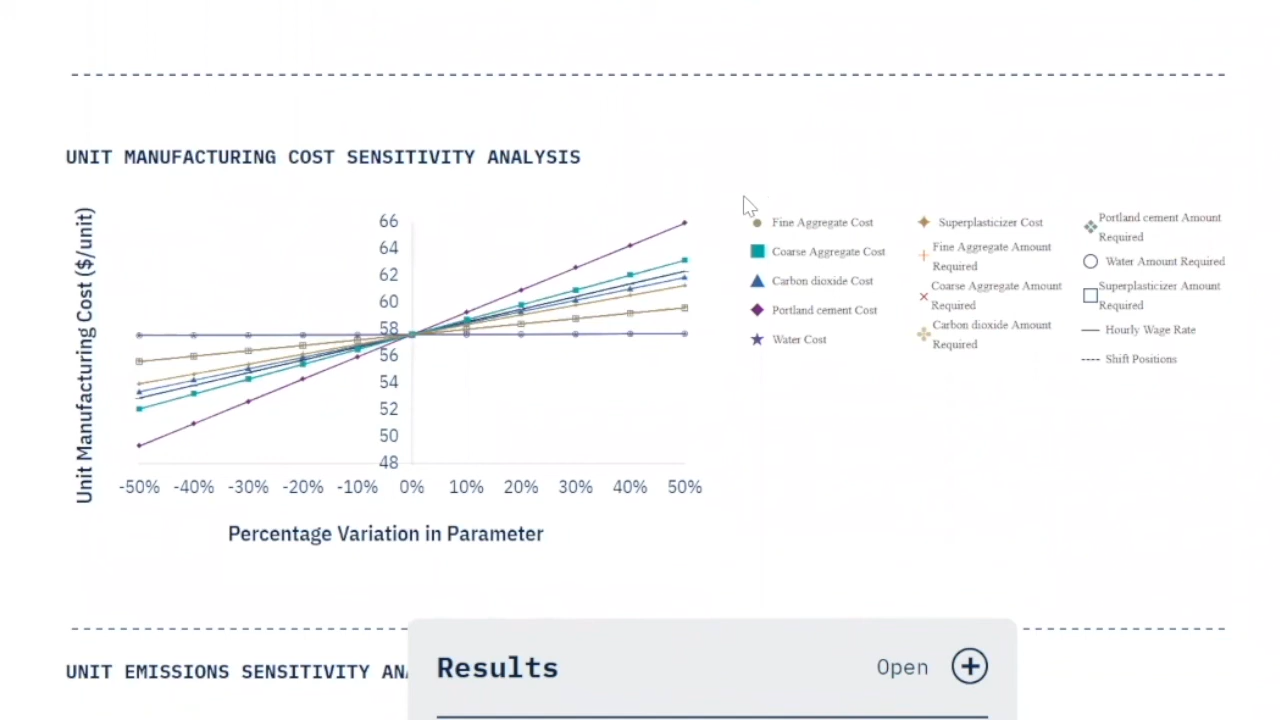 UNIT MANUFACTURING COST SENSITIVITY ANALYSIS
Unit Manufacturing Cost ($/unit)
66
64
62
60
58
56
54
52
50
48
-50% -40% -30% -20% -10% 0% 10% 20% 30% 40% 50%
Percentage Variation in Parameter
Fine Aggregate Cost
Coarse Aggregate Cost
Carbon dioxide Cost
Portland cement Cost
Water Cost
Superplasticizer Cost
Fine Aggregate Amount
Required
Coarse Aggregate Amount
Required
Carbon dioxide Amount
Required
Portland cement Amount
Required
Water Amount Required
Superplasticizer Amount
Required
Hourly Wage Rate
Shift Positions
UNIT EMISSIONS SENSITIVITY
Results
Open